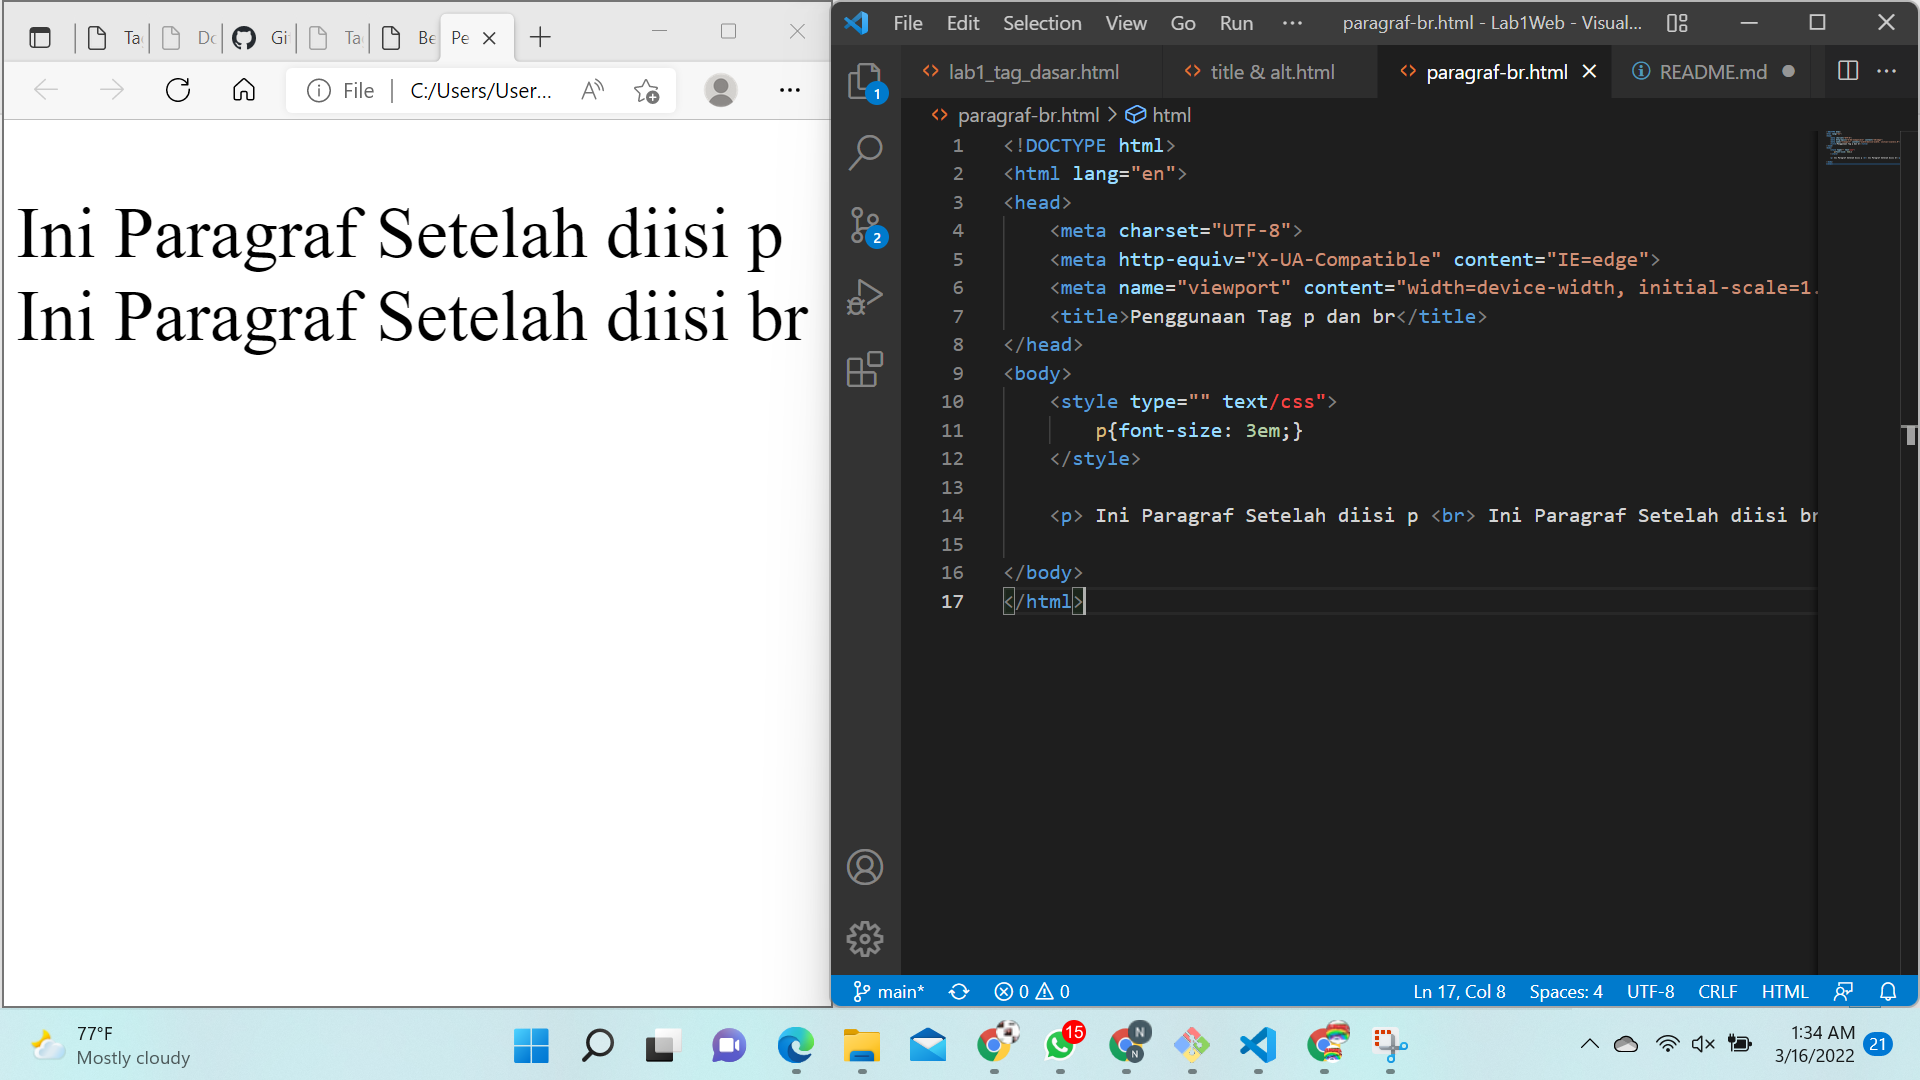 Ta
Do
Gi
Ta
Be
Pe
File
C:/Users/User...
Ini Paragraf Setelah diisi p
Ini Paragraf Setelah diisi br
File Edit Selection View Go Run ···
paragraf-br.html - Lab1Web - Visual...
lab1_tag_dasar.html
title & alt.html
paragraf-br.html
README.md
paragraf-br.html > html
1
2
1 <!DOCTYPE html>
2 <html lang="en">
3 <head>
4 <meta charset="UTF-8">
5 <meta http-equiv="X-UA-Compatible" content="IE=edge">
6 <meta name="viewport" content="width=device-width, initial-scale=1.
7 <title>Penggunaan Tag p dan br</title>
8 </head>
9 <body>
10 <style type="" text/css">
11 p{font-size: 3em;}
12 </style>
13
14 <p> Ini Paragraf Setelah diisi p <br> Ini Paragraf Setelah diisi br
15
16 </body>
17 </html>
main* 0 0 Ln 17, Col 8 Spaces: 4 UTF-8 CRLF HTML
77°F
Mostly cloudy
15
N
N
1:34 AM
3/16/2022
21